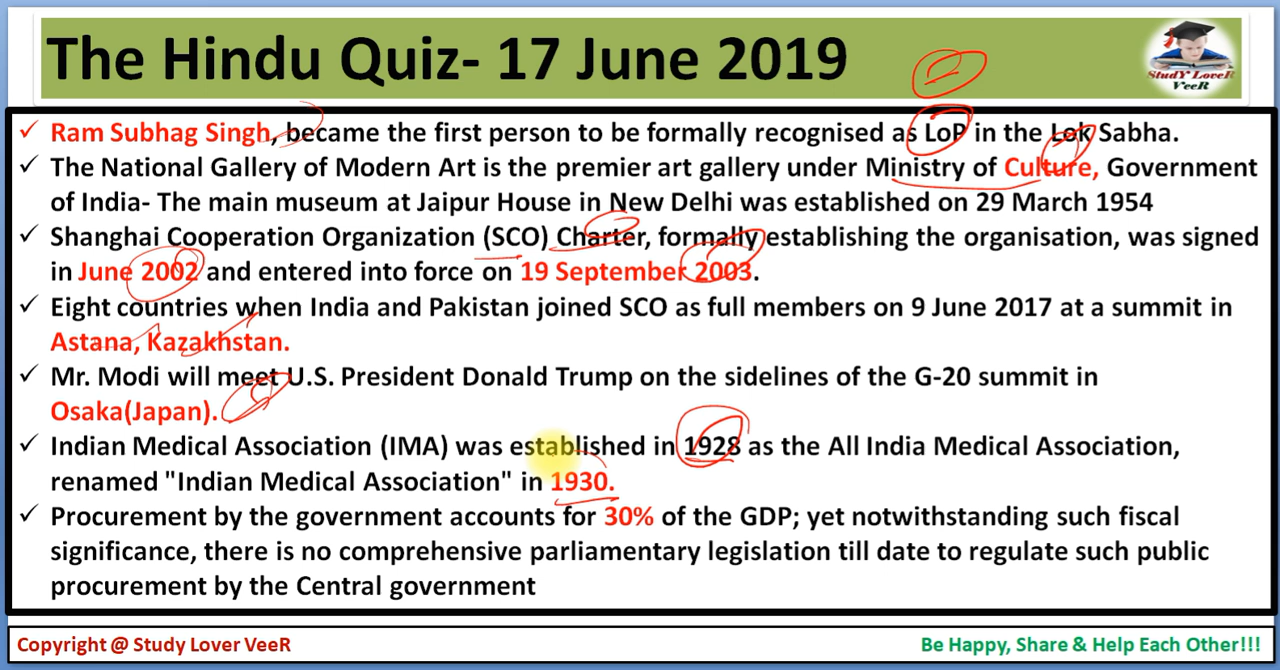 The Hindu Quiz- 17 June 2019
StudY LoveR
VeeR
✓ Ram Subhag Singh, became the first person to be formally recognised as LoP in the Lok Sabha.
✓ The National Gallery of Modern Art is the premier art gallery under Ministry of Culture, Government
of India- The main museum at Jaipur House in New Delhi was established on 29 March 1954
✓ Shanghai Cooperation Organization (SCO) Charter, formally establishing the organisation, was signed
in June 2002 and entered into force on 19 September 2003.
✓ Eight countries when India and Pakistan joined SCO as full members on 9 June 2017 at a summit in
Astana, Kazakhstan.
✓ Mr. Modi will meet U.S. President Donald Trump on the sidelines of the G-20 summit in
Osaka(Japan).
✓ Indian Medical Association (IMA) was established in 1928 as the All India Medical Association,
renamed "Indian Medical Association" in 1930.
✓ Procurement by the government accounts for 30% of the GDP; yet notwithstanding such fiscal
significance, there is no comprehensive parliamentary legislation till date to regulate such public
procurement by the Central government
Copyright @ Study Lover VeeR
Be Happy, Share & Help Each Other!!!